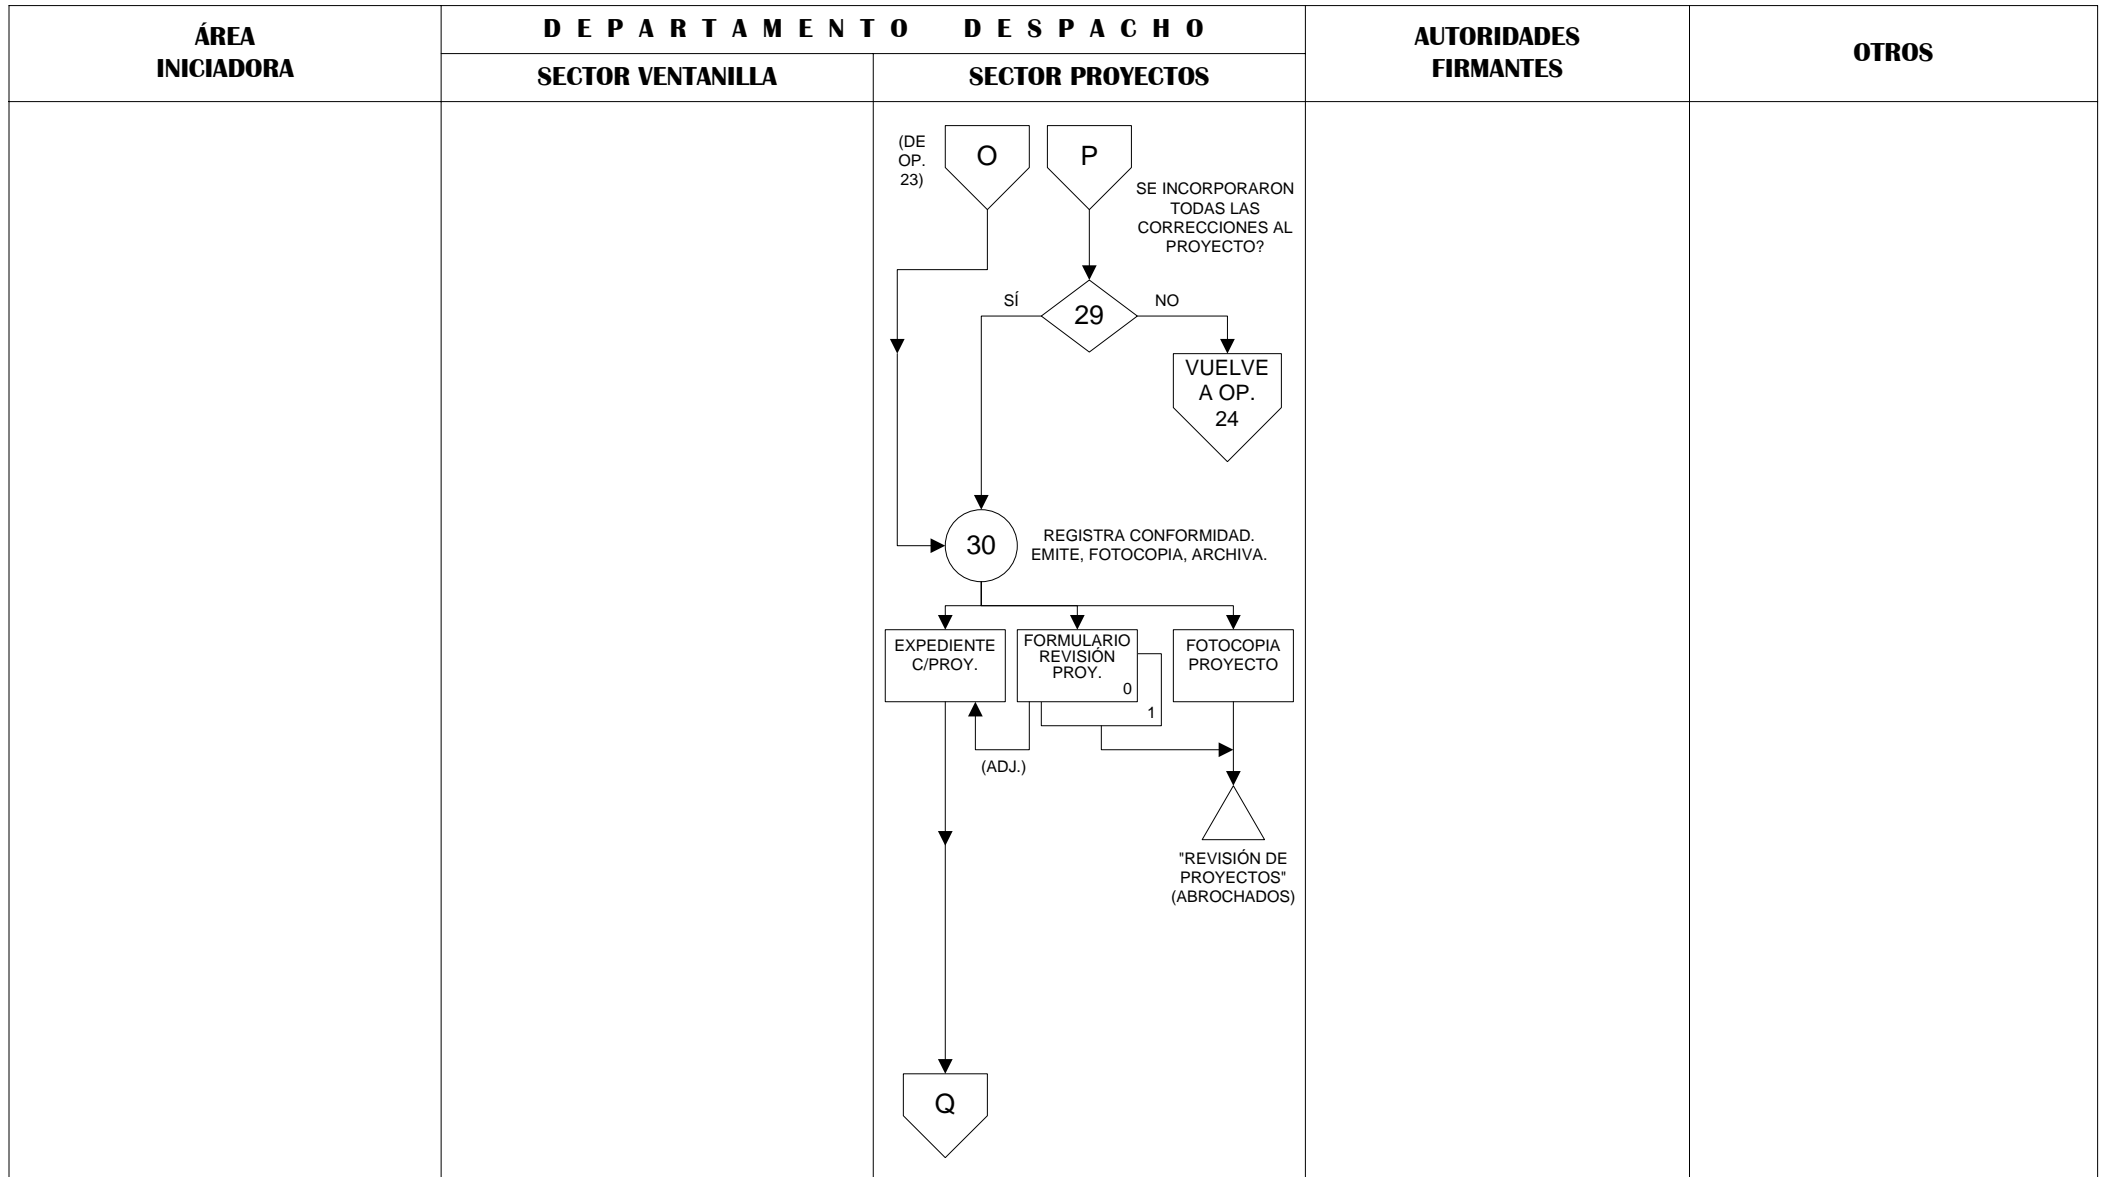 ÁREA
INICIADORA
DEPARTAMENTO DESPACHO
SECTOR VENTANILLA
SECTOR PROYECTOS
AUTORIDADES
FIRMANTES
OTROS
(DE
OP.
23)
O
P
SE INCORPORARON
TODAS LAS
CORRECCIONES AL
PROYECTO?
SÍ
29
NO
VUELVE
A OP.
24
30
REGISTRA CONFORMIDAD.
EMITE, FOTOCOPIA, ARCHIVA.
EXPEDIENTE
C/PROY.
FORMULARIO
REVISIÓN
PROY.
0
1
FOTOCOPIA
PROYECTO
(ADJ.)
"REVISIÓN DE
PROYECTOS"
(ABROCHADOS)
Q